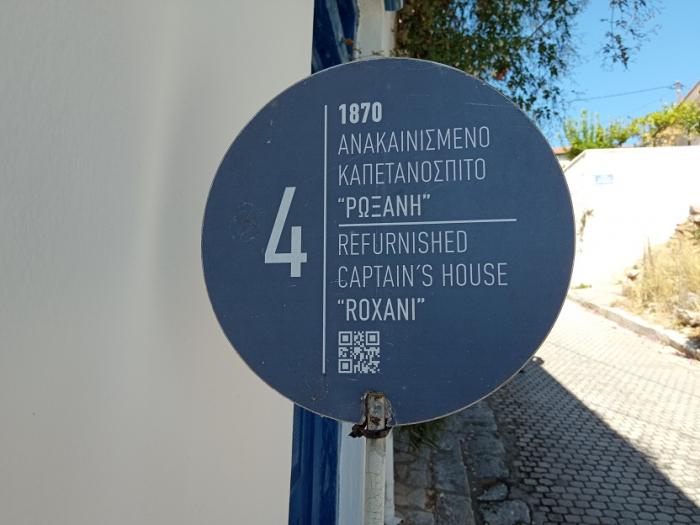 4
1870
ΑΝΑΚΑΙΝΙΣΜΕΝΟ
ΚΑΠΕΤΑΝΟΣΠΙΤΟ
“ΡΩΞΑΝΗ”
REFURNISHED
CAPTAIN'S HOUSE
“ROXANI”